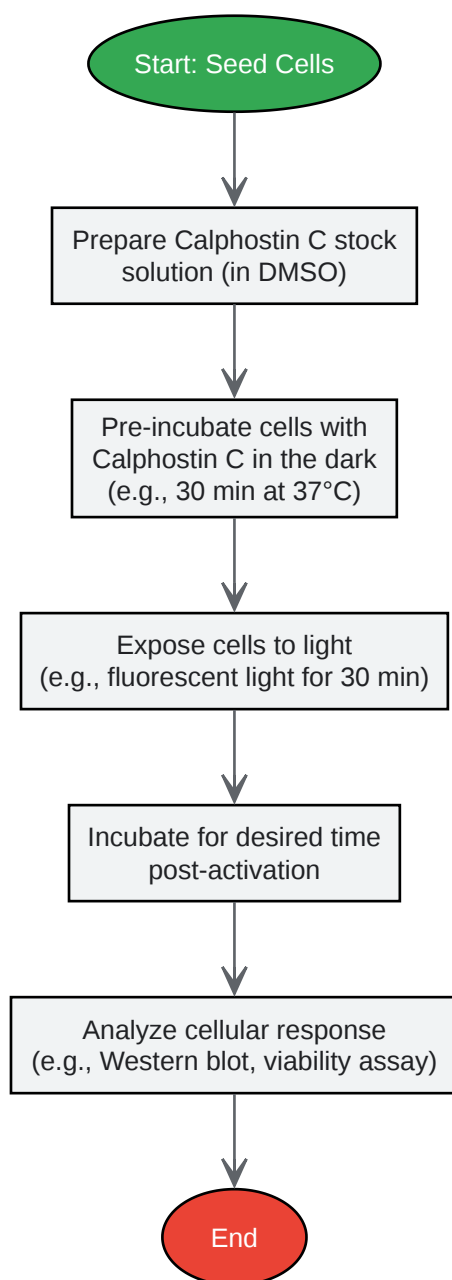 Start: Seed Cells
Prepare Calphostin C stock
solution (in DMSO)
Pre-incubate cells with
Calphostin C in the dark
(e.g., 30 min at 37°C)
Expose cells to light
(e.g., fluorescent light for 30 min)
Incubate for desired time
post-activation
Analyze cellular response
(e.g., Western blot, viability assay)
End